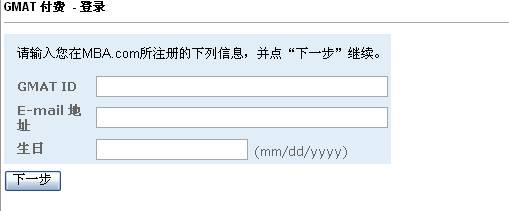 GMAT 付费 - 登录
请输入您在MBA.com所注册的下列信息，并点“下一步”继续。
GMAT ID
E-mail 地
址
生日
(mm/dd/yyyy)
下一步